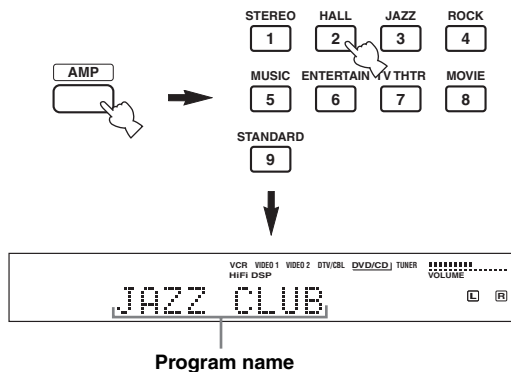 STEREO HALL JAZZ ROCK
1 2 3 4
AMP
MUSIC ENTERTAIN TV THTR MOVIE
5 6 7 8
STANDARD
9
VCR VIDEO 1 VIDEO 2 DTV/CBL DVD/CD TUNER
HiFi DSP VOLUME
JAZZ CLUB L R
Program name